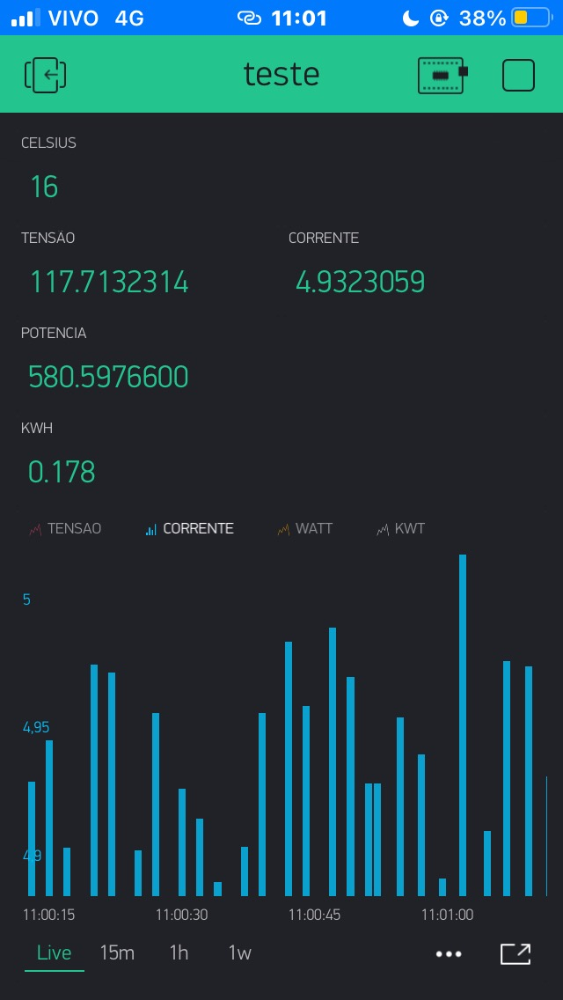 VIVO 4G 11:01 38%
teste
CELSIUS
16
TENSÃO CORRENTE
117.7132314 4.9323059
POTENCIA
580.5976600
KWH
0.178
TENSAO CORRENTE WATT KWT
5
4,95
4,9
11:00:15 11:00:30 11:00:45 11:01:00
Live 15m 1h 1w